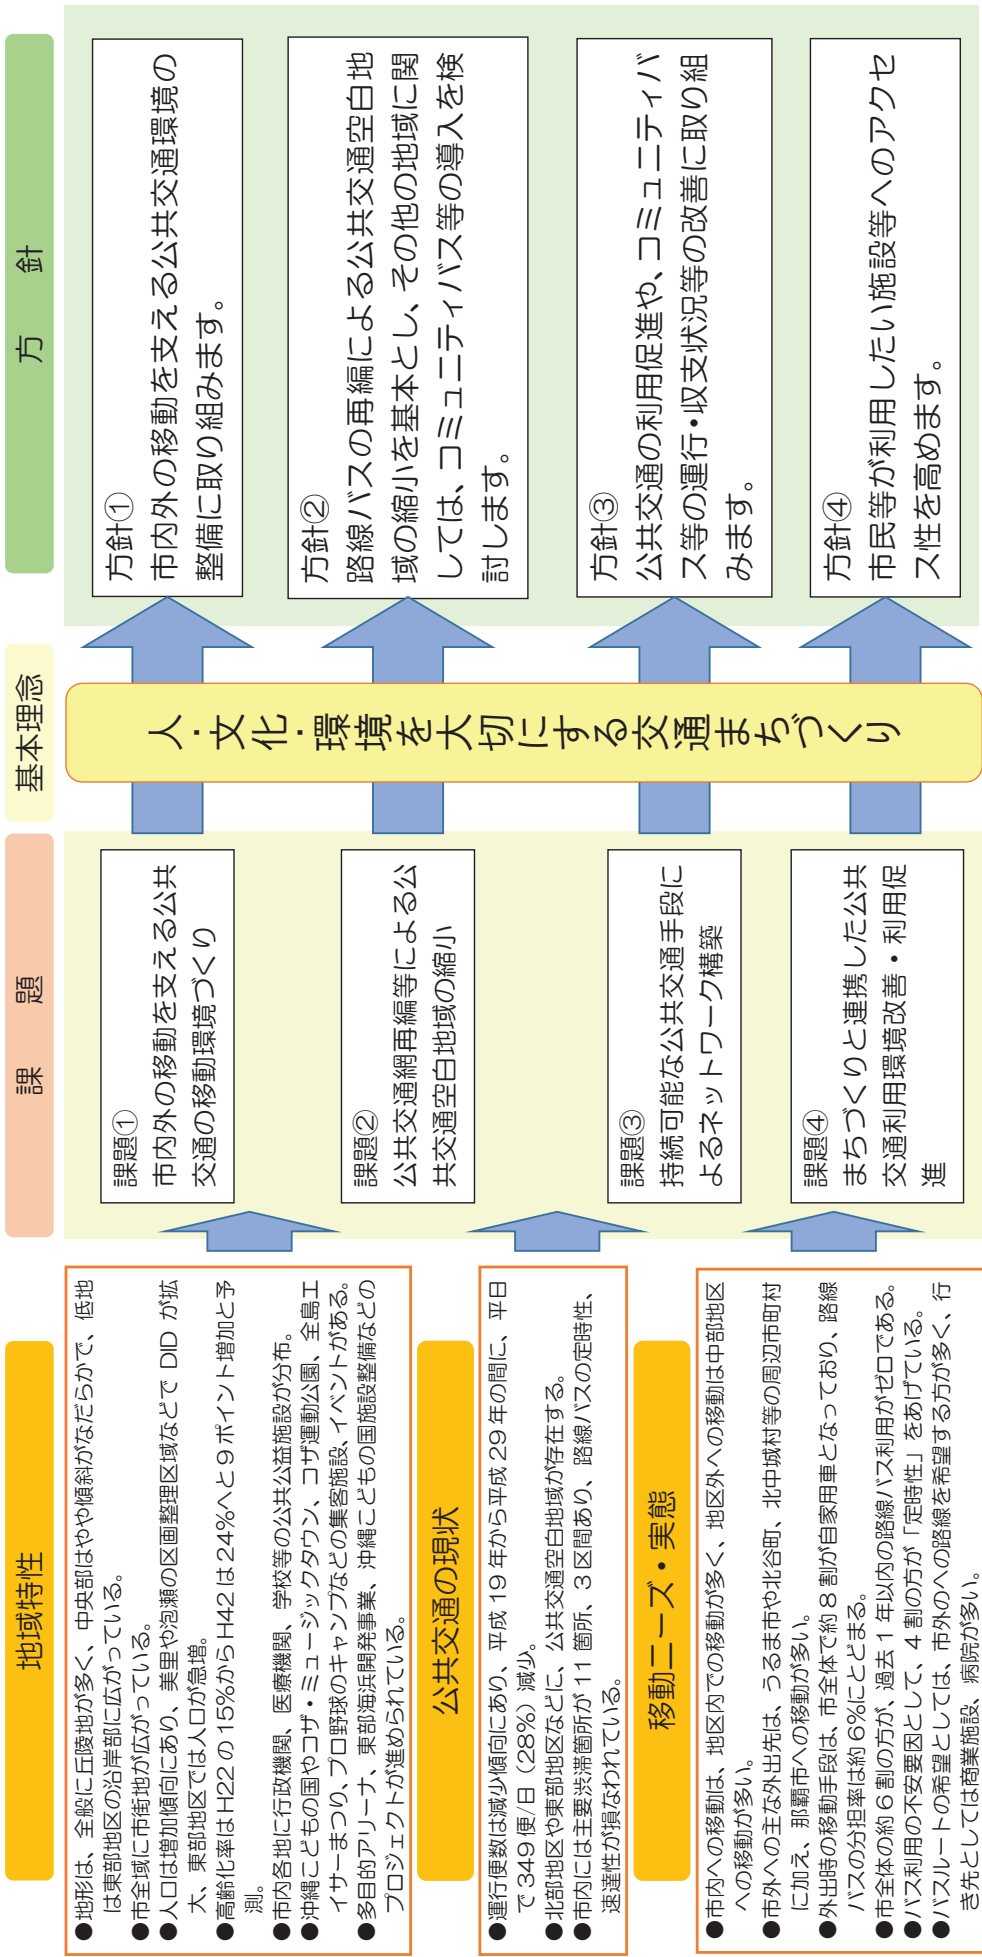 地域特性
●地形は、全般に丘陵地が多く、中央部はやや傾斜がなだらかで、低地
は東部地区の沿岸部に広がっている。
●市全域に市街地が広がっている。
●人口は増加傾向にあり、美里や泡瀬の区画整理区域などで DID が拡
大、東部地区では人口が急増。
●高齢化率は H22 の 15%から H42 は 24%へと 9 ポイント増加と予
測。
●市内各地に行政機関、医療機関、学校等の公共公益施設が分布。
●沖縄こどもの国やコザ・ミュージックタウン、コザ運動公園、全島エ
イサーまつり、プロ野球のキャンプなどの集客施設、イベントがある。
●多目的アリーナ、東部海浜開発事業、沖縄こどもの国施設整備などの
プロジェクトが進められている。
公共交通の現状
●運行便数は減少傾向にあり、平成 19 年から平成 29 年の間に、平日
で 349 便/日（28%）減少。
●北部地区や東部地区などに、公共交通空白地域が存在する。
●市内には主要渋滞箇所が 11 箇所、3 区間あり、路線バスの定時性、
速達性が損なわれている。
移動ニーズ・実態
●市内への移動は、地区内での移動が多く、地区外への移動は中部地区
への移動が多い。
●市外への主な外出先は、うるま市や北谷町、北中城村等の周辺市町村
に加え、那覇市への移動が多い。
●外出時の移動手段は、市全体で約 8 割が自家用車となっており、路線
バスの分担率は約 6%にとどまる。
●市全体の約 6 割の方が、過去 1 年以内の路線バス利用がゼロである。
●バス利用の不安要因として、4 割の方が「定時性」をあげている。
●バスルートの希望としては、市外のへの路線を希望する方が多く、行
き先としては商業施設、病院が多い。
課　題
課題①
市内外の移動を支える公共
交通の移動環境づくり
課題②
公共交通網再編等による公
共交通空白地域の縮小
課題③
持続可能な公共交通手段に
よるネットワーク構築
課題④
まちづくりと連携した公共
交通利用環境改善・利用促
進
基本理念
人・文化・環境を大切にする交通まちづくり
方　針
方針①
市内外の移動を支える公共交通環境の
整備に取り組みます。
方針②
路線バスの再編による公共交通空白地
域の縮小を基本とし、その他の地域に関
しては、コミュニティバス等の導入を検
討します。
方針③
公共交通の利用促進や、コミュニティバ
ス等の運行・収支状況等の改善に取り組
みます。
方針④
市民等が利用したい施設等へのアクセ
ス性を高めます。